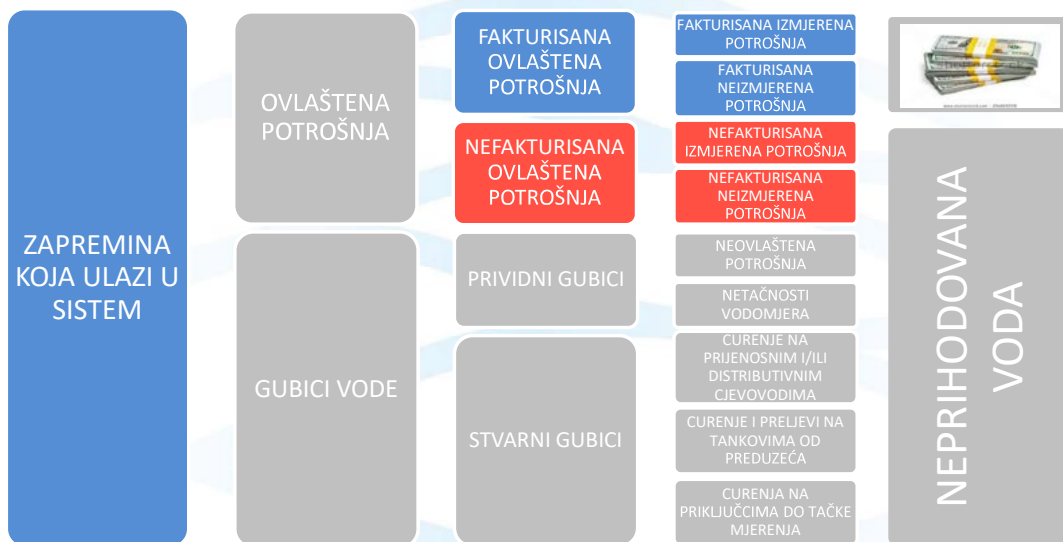 ZAPREMINA
KOJA ULAZI U
SISTEM
OVLAŠTENA
POTROŠNJA
GUBICI VODE
FAKTURISANA
OVLAŠTENA
POTROŠNJA
NEFAKTURISANA
OVLAŠTENA
POTROŠNJA
PRIVIDNI GUBICI
STVARNI GUBICI
FAKTURISANA IZMJERENA
POTROŠNJA
FAKTURISANA
NEIZMJERENA
POTROŠNJA
NEFAKTURISANA
IZMJERENA POTROŠNJA
NEFAKTURISANA
NEIZMJERENA
POTROŠNJA
NEOVLAŠTENA
POTROŠNJA
NETAČNOSTI
VODOMJERA
CURENJE NA
PRIJENOSNIM I/ILI
DISTRIBUTIVNIM
CJEVOVODIMA
CURENJE I PRELJEVI NA
TANKOVIMA OD
PREDUZEĆA
CURENJA NA
PRIKLJUČCIMA DO TAČKE
MJERENJA
NEPRIHODOVANA
VODA